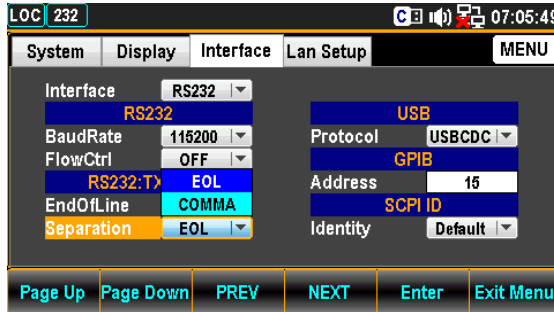 LOC 232 C 07:05:49
System Display Interface Lan Setup MENU
Interface RS232
RS232 USB
BaudRate 115200 Protocol USBCDC
FlowCtrl OFF GPIB
RS232:TX EOL Address 15
EndOfLine COMMA SCPI ID
Separation EOL Identity Default
Page Up Page Down PREV NEXT Enter Exit Menu